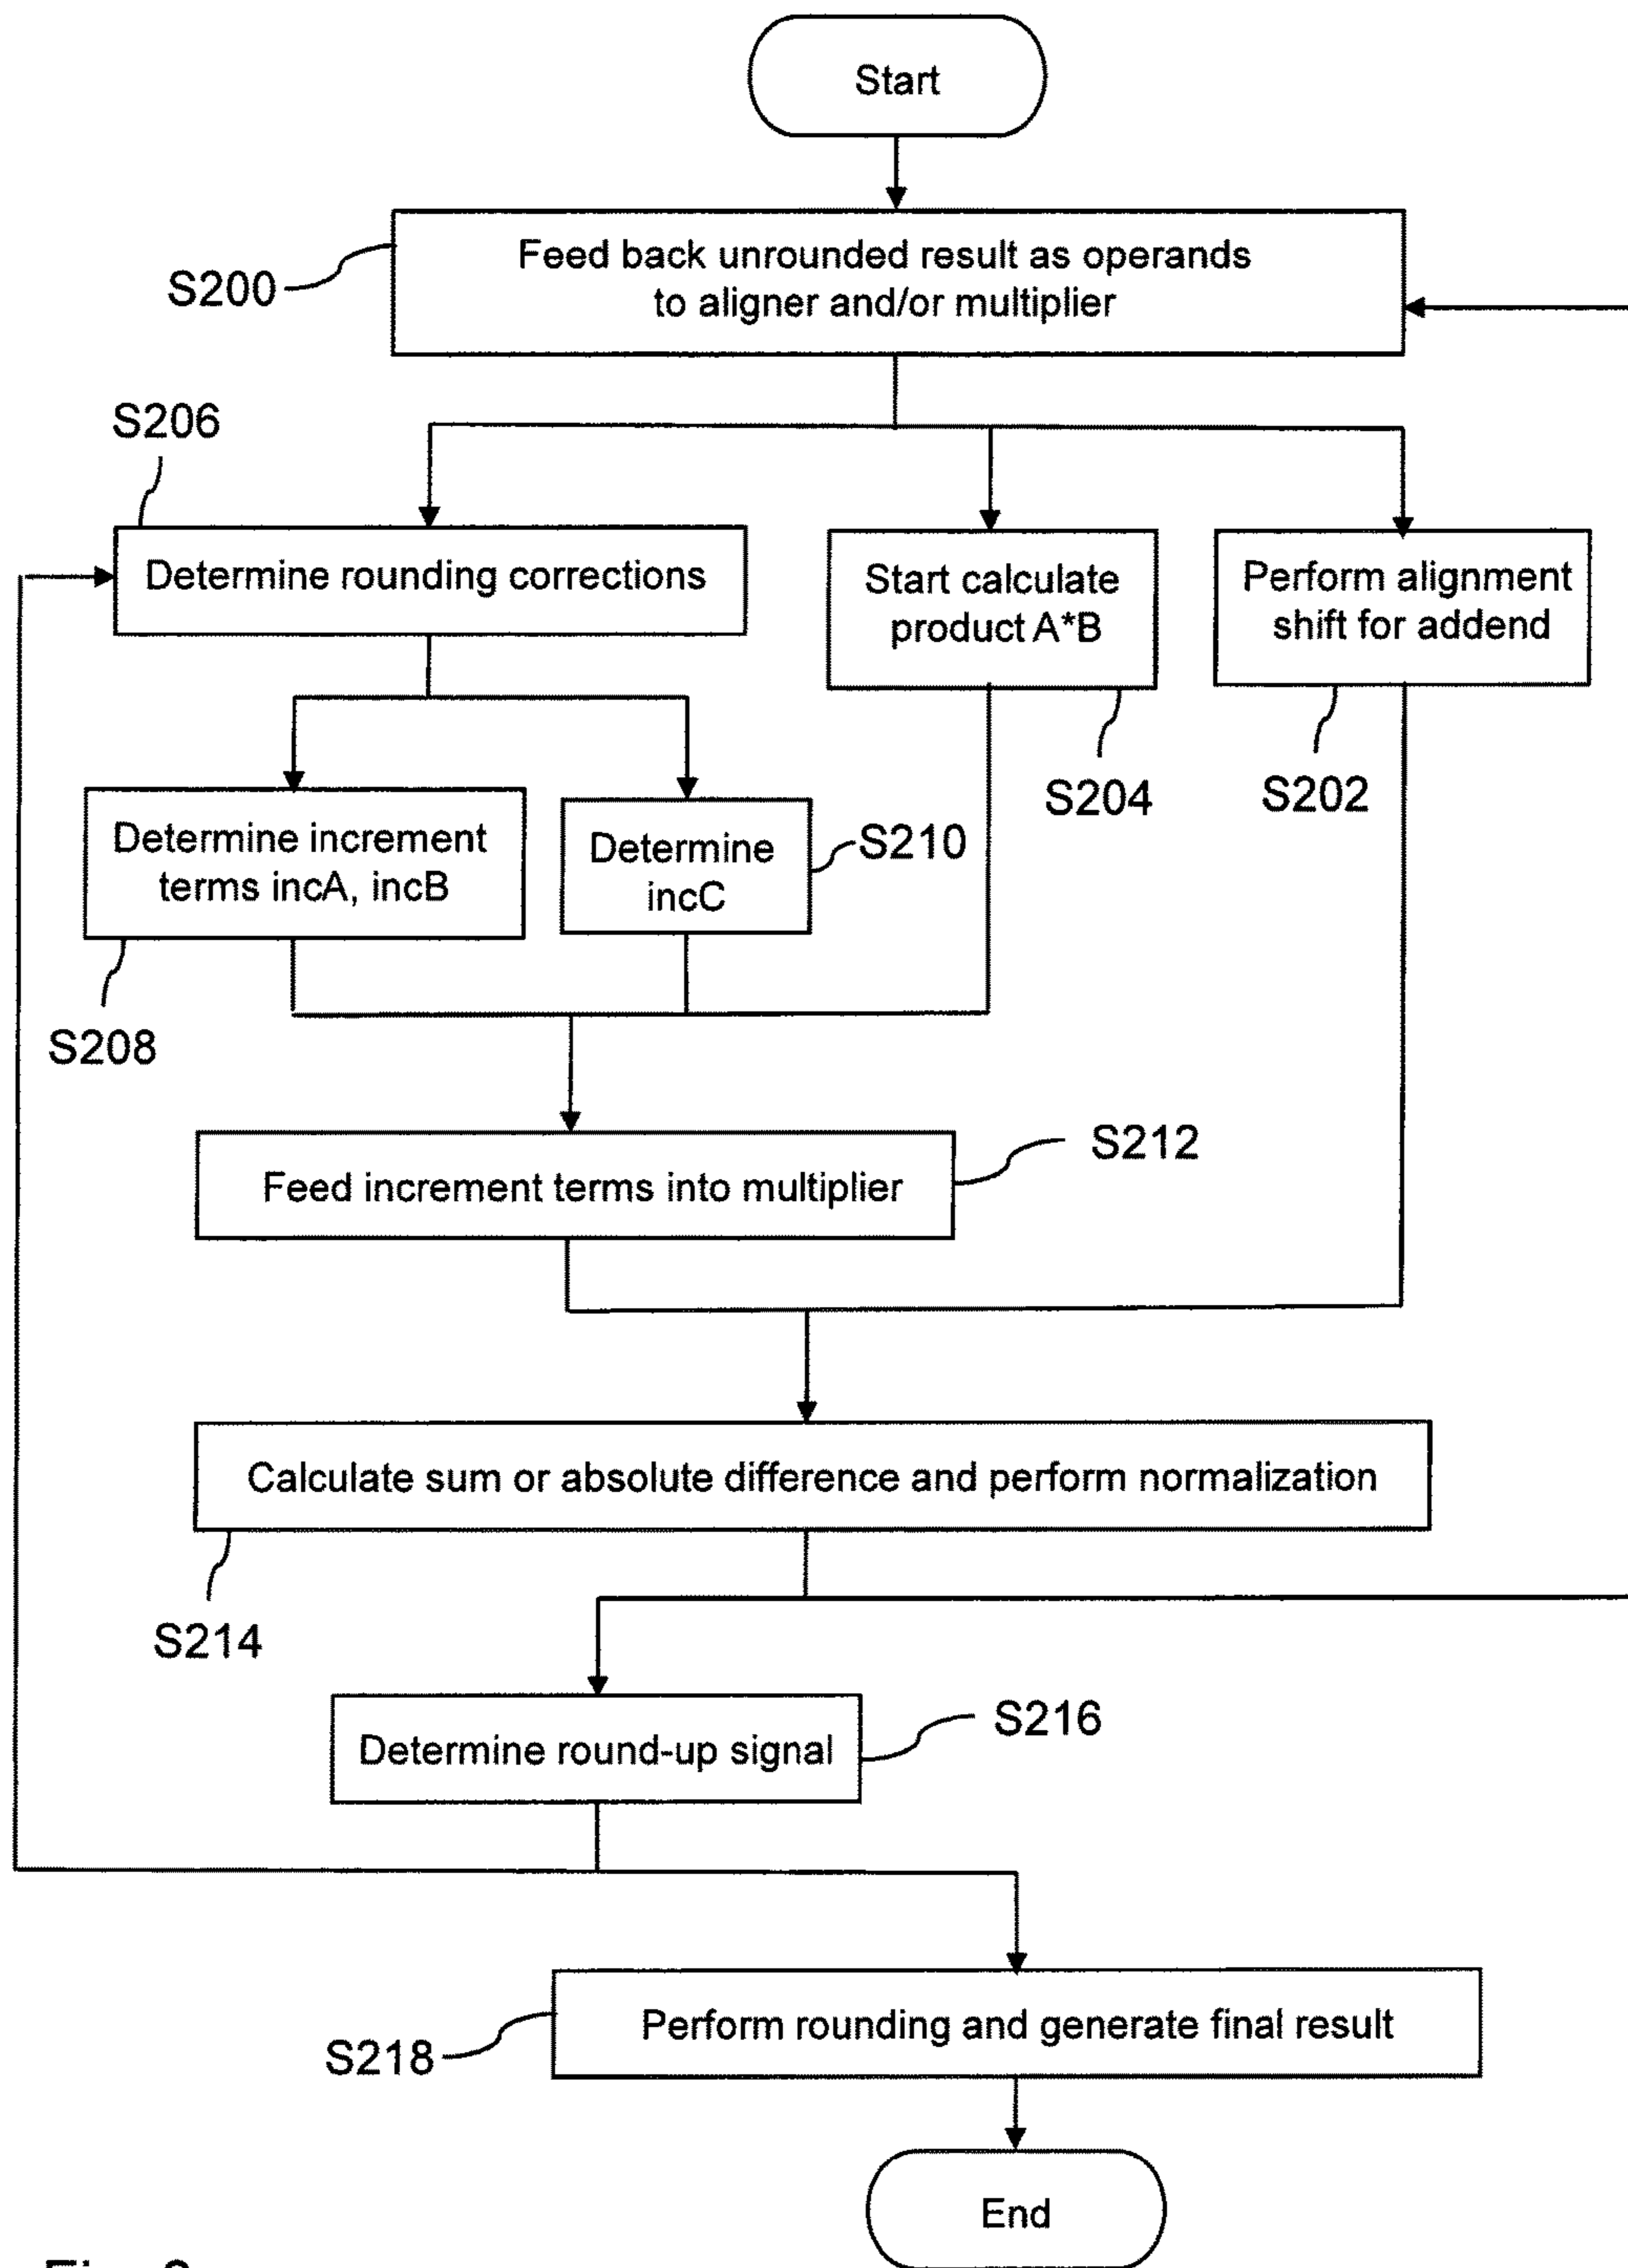 Start
Feed back unrounded result as operands
to aligner and/or multiplier
S200
S206
Determine rounding corrections
Start calculate
product A*B
Perform alignment
shift for addend
S204
S202
Determine increment
terms incA, incB
Determine
incC
S210
S208
S212
Feed increment terms into multiplier
Calculate sum or absolute difference and perform normalization
S214
S216
Determine round-up signal
Perform rounding and generate final result
S218
End